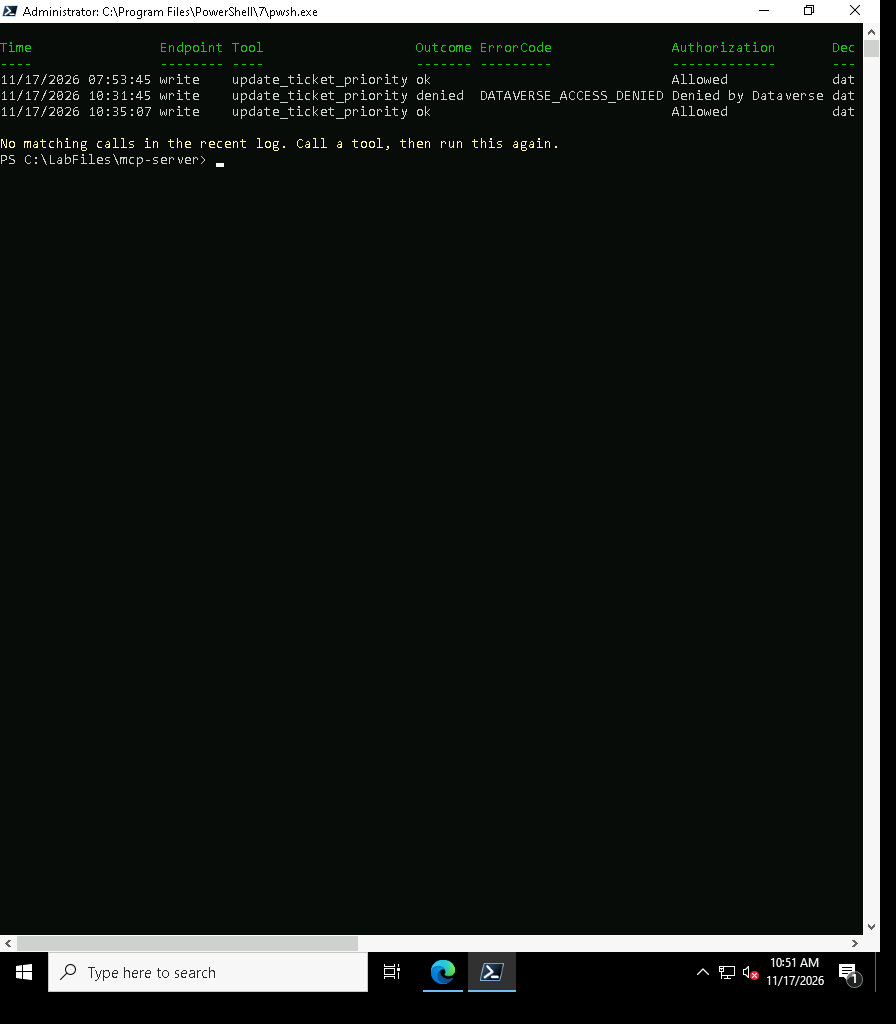 Administrator: C:\Program Files\PowerShell\7\pwsh.exe
Time Endpoint Tool Outcome ErrorCode Authorization Dec
---- -------- ---- ------- --------- ------------- ---
11/17/2026 07:53:45 write update_ticket_priority ok Allowed dat
11/17/2026 10:31:45 write update_ticket_priority denied DATAVERSE_ACCESS_DENIED Denied by Dataverse dat
11/17/2026 10:35:07 write update_ticket_priority ok Allowed dat
No matching calls in the recent log. Call a tool, then run this again.
PS C:\LabFiles\mcp-server>
Type here to search
10:51 AM
11/17/2026
1